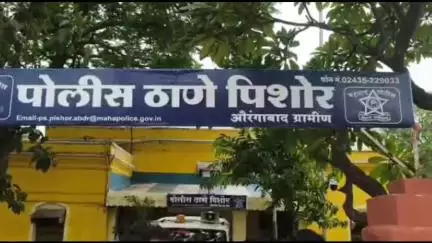 फोन नं.02435-229033
पोलीस ठाणे पिशोर
Email-ps.pishor.abdr@mahapolice.gov.in
औरंगाबाद ग्रामीण
पोलीस ठाणे पिशोर